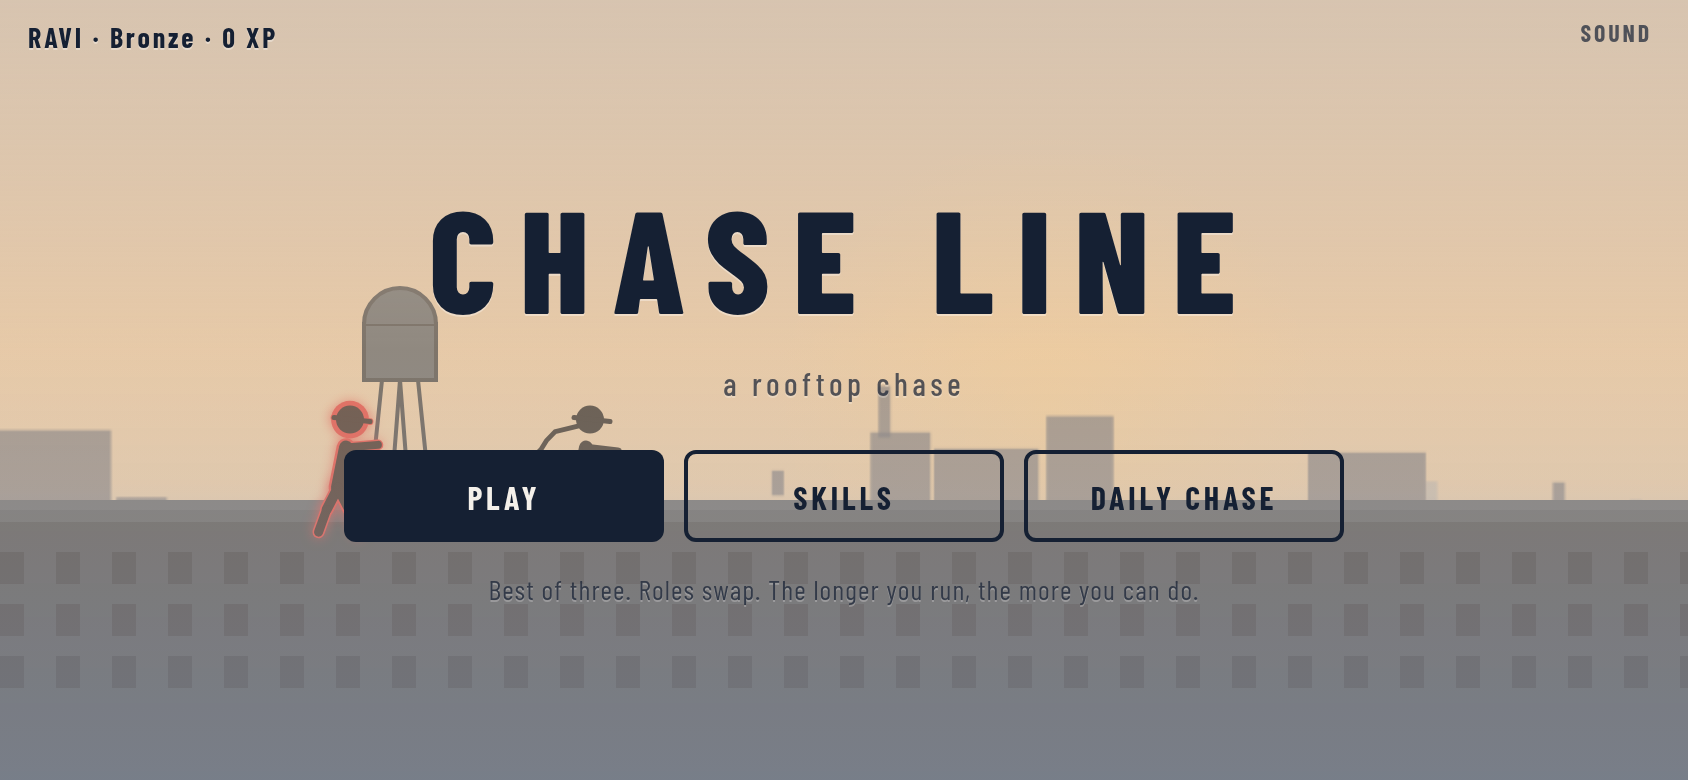 RAVI · Bronze · 0 XP
SOUND
CHASE LINE
a rooftop chase
PLAY
SKILLS
DAILY CHASE
Best of three. Roles swap. The longer you run, the more you can do.